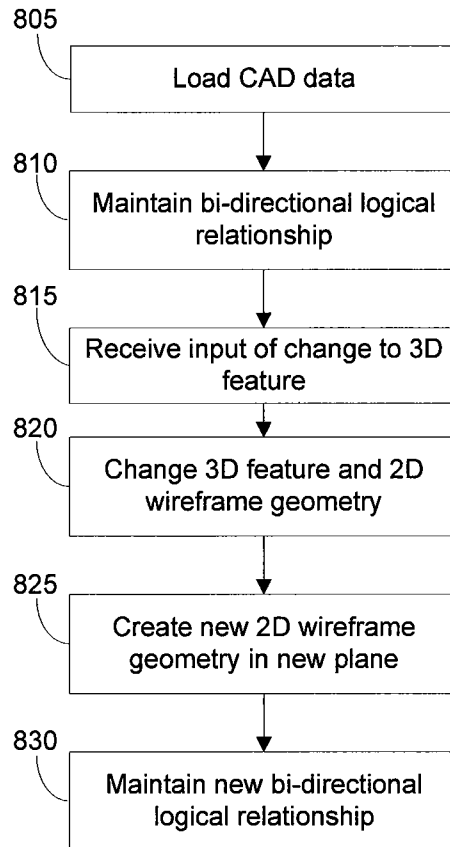 805
Load CAD data
810
Maintain bi-directional logical
relationship
815
Receive input of change to 3D
feature
820
Change 3D feature and 2D
wireframe geometry
825
Create new 2D wireframe
geometry in new plane
830
Maintain new bi-directional
logical relationship